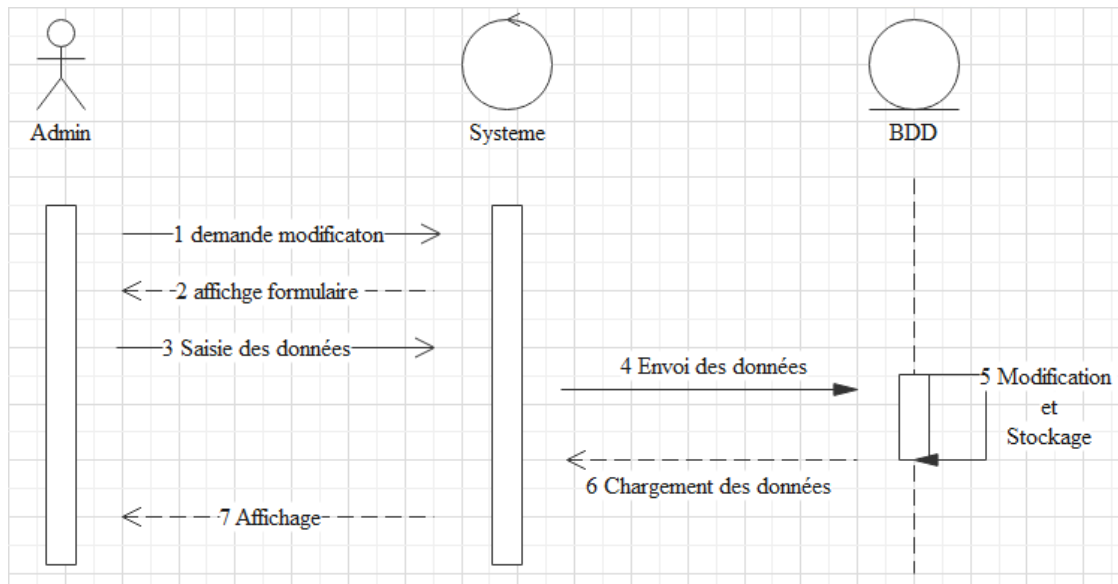 Admin
Systeme
BDD
1 demande modificaton
2 affichge formulaire
3 Saisie des données
4 Envoi des données
5 Modification
et
Stockage
6 Chargement des données
7 Affichage